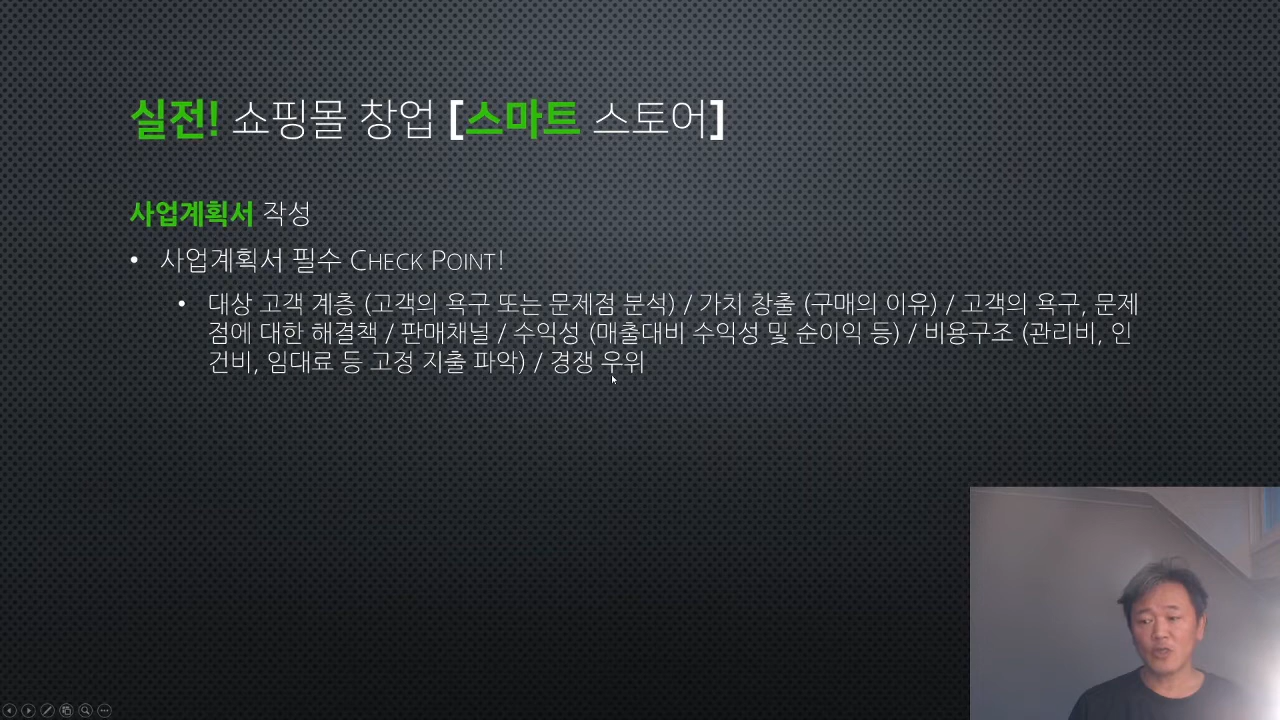 실전! 쇼핑몰 창업 [스마트 스토어]
사업계획서 작성
• 사업계획서 필수 CHECK POINT!
• 대상 고객 계층 (고객의 욕구 또는 문제점 분석) / 가치 창출 (구매의 이유) / 고객의 욕구, 문제
점에 대한 해결책 / 판매채널 / 수익성 (매출대비 수익성 및 순이익 등) / 비용구조 (관리비, 인
건비, 임대료 등 고정 지출 파악) / 경쟁 우위